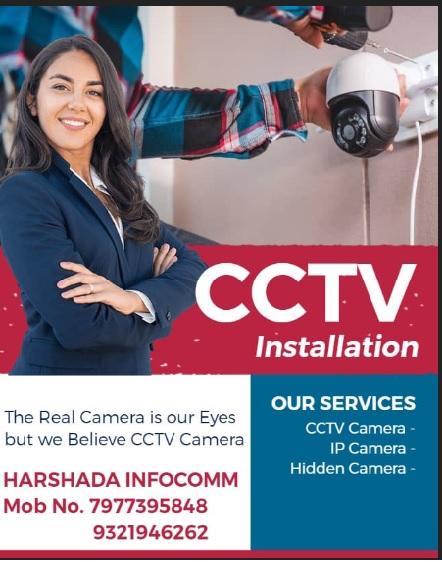 CCTV
Installation
The Real Camera is our Eyes
but we Believe CCTV Camera
HARSHADA INFOCOMM
Mob No. 7977395848
9321946262
OUR SERVICES
CCTV Camera -
IP Camera -
Hidden Camera -